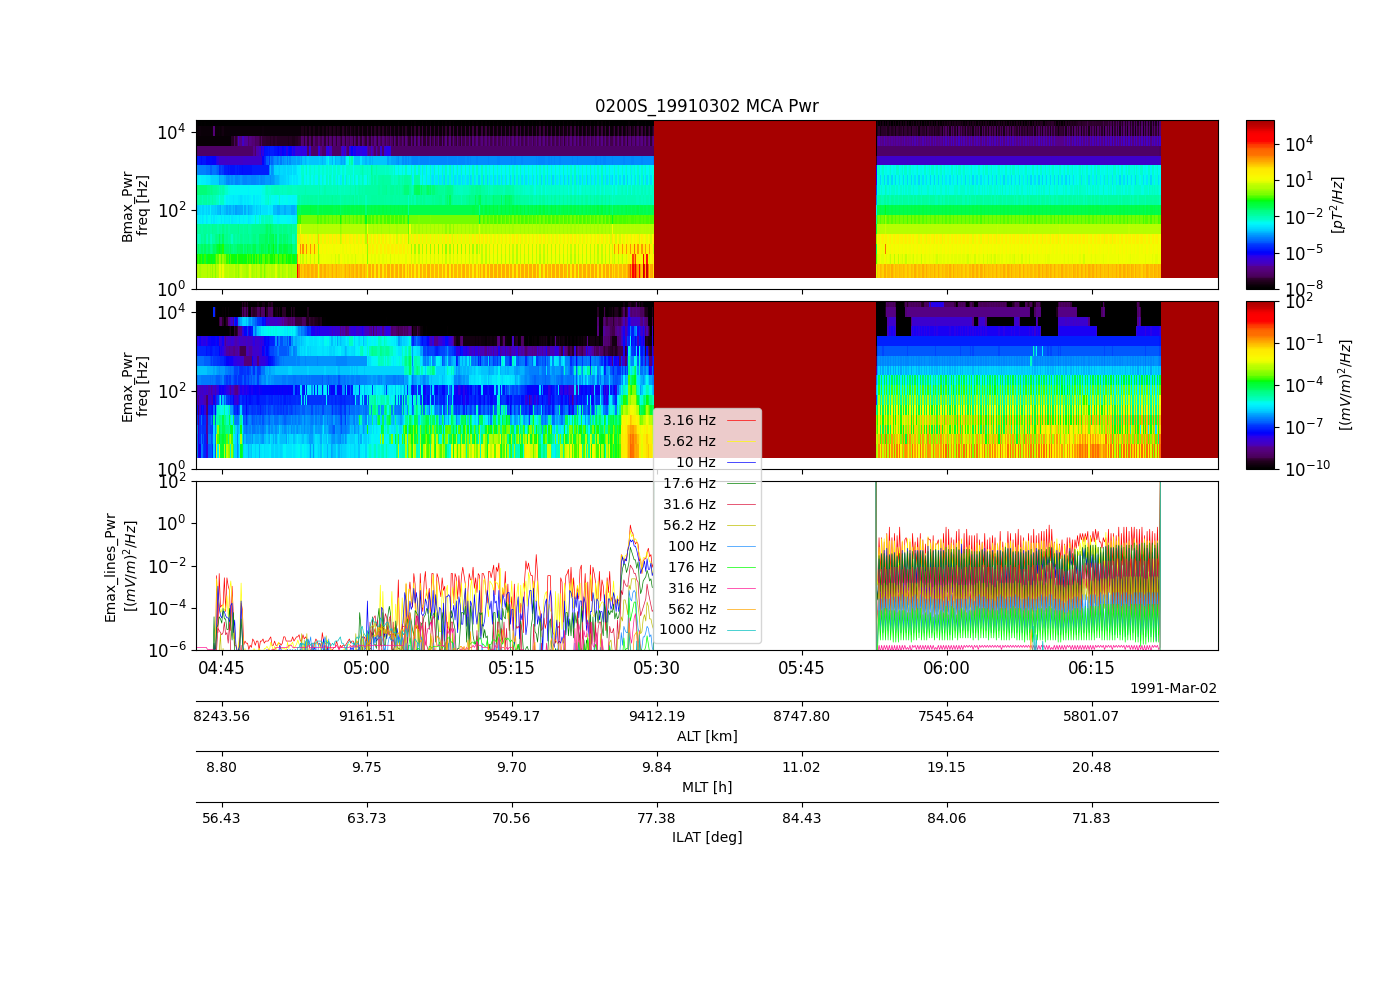 0200S_19910302 MCA Pwr
Bmax_Pwr
freq [Hz]
10^4
10^2
10^0
10^4
10^1
10^-2
10^-5
10^-8
[pT^2/Hz]
Emax_Pwr
freq [Hz]
10^4
10^2
10^0
10^2
10^-1
10^-4
10^-7
10^-10
[(mV/m)^2/Hz]
Emax_lines_Pwr
[(mV/m)^2/Hz]
10^2
10^0
10^-2
10^-4
10^-6
3.16 Hz
5.62 Hz
10 Hz
17.6 Hz
31.6 Hz
56.2 Hz
100 Hz
176 Hz
316 Hz
562 Hz
1000 Hz
04:45 05:00 05:15 05:30 05:45 06:00 06:15
1991-Mar-02
8243.56 9161.51 9549.17 9412.19 8747.80 7545.64 5801.07
ALT [km]
8.80 9.75 9.70 9.84 11.02 19.15 20.48
MLT [h]
56.43 63.73 70.56 77.38 84.43 84.06 71.83
ILAT [deg]